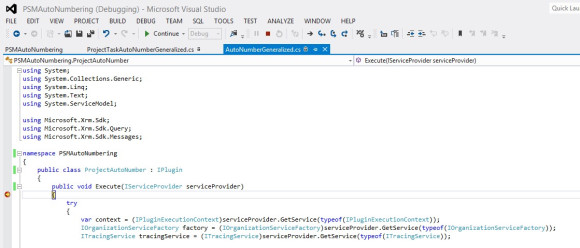 PSMAutoNumbering (Debugging) - Microsoft Visual Studio
Quick Lau
FILE EDIT VIEW PROJECT BUILD DEBUG TEAM SQL TOOLS TEST ANALYZE WINDOW HELP
Continue Debug
PSMAutoNumbering ProjectTaskAutoNumberGeneralized.cs AutoNumberGeneralized.cs
PSMAutoNumbering.ProjectAutoNumber Execute(IServiceProvider serviceProvider)
using System;
using System.Collections.Generic;
using System.Linq;
using System.Text;
using System.ServiceModel;
using Microsoft.Xrm.Sdk;
using Microsoft.Xrm.Sdk.Query;
using Microsoft.Xrm.Sdk.Messages;
namespace PSMAutoNumbering
{
public class ProjectAutoNumber : IPlugin
{
public void Execute(IServiceProvider serviceProvider)
{
try
{
var context = (IPluginExecutionContext)serviceProvider.GetService(typeof(IPluginExecutionContext));
IOrganizationServiceFactory factory = (IOrganizationServiceFactory)serviceProvider.GetService(typeof(IOrganizationServiceFactory));
ITracingService tracingService = (ITracingService)serviceProvider.GetService(typeof(ITracingService));